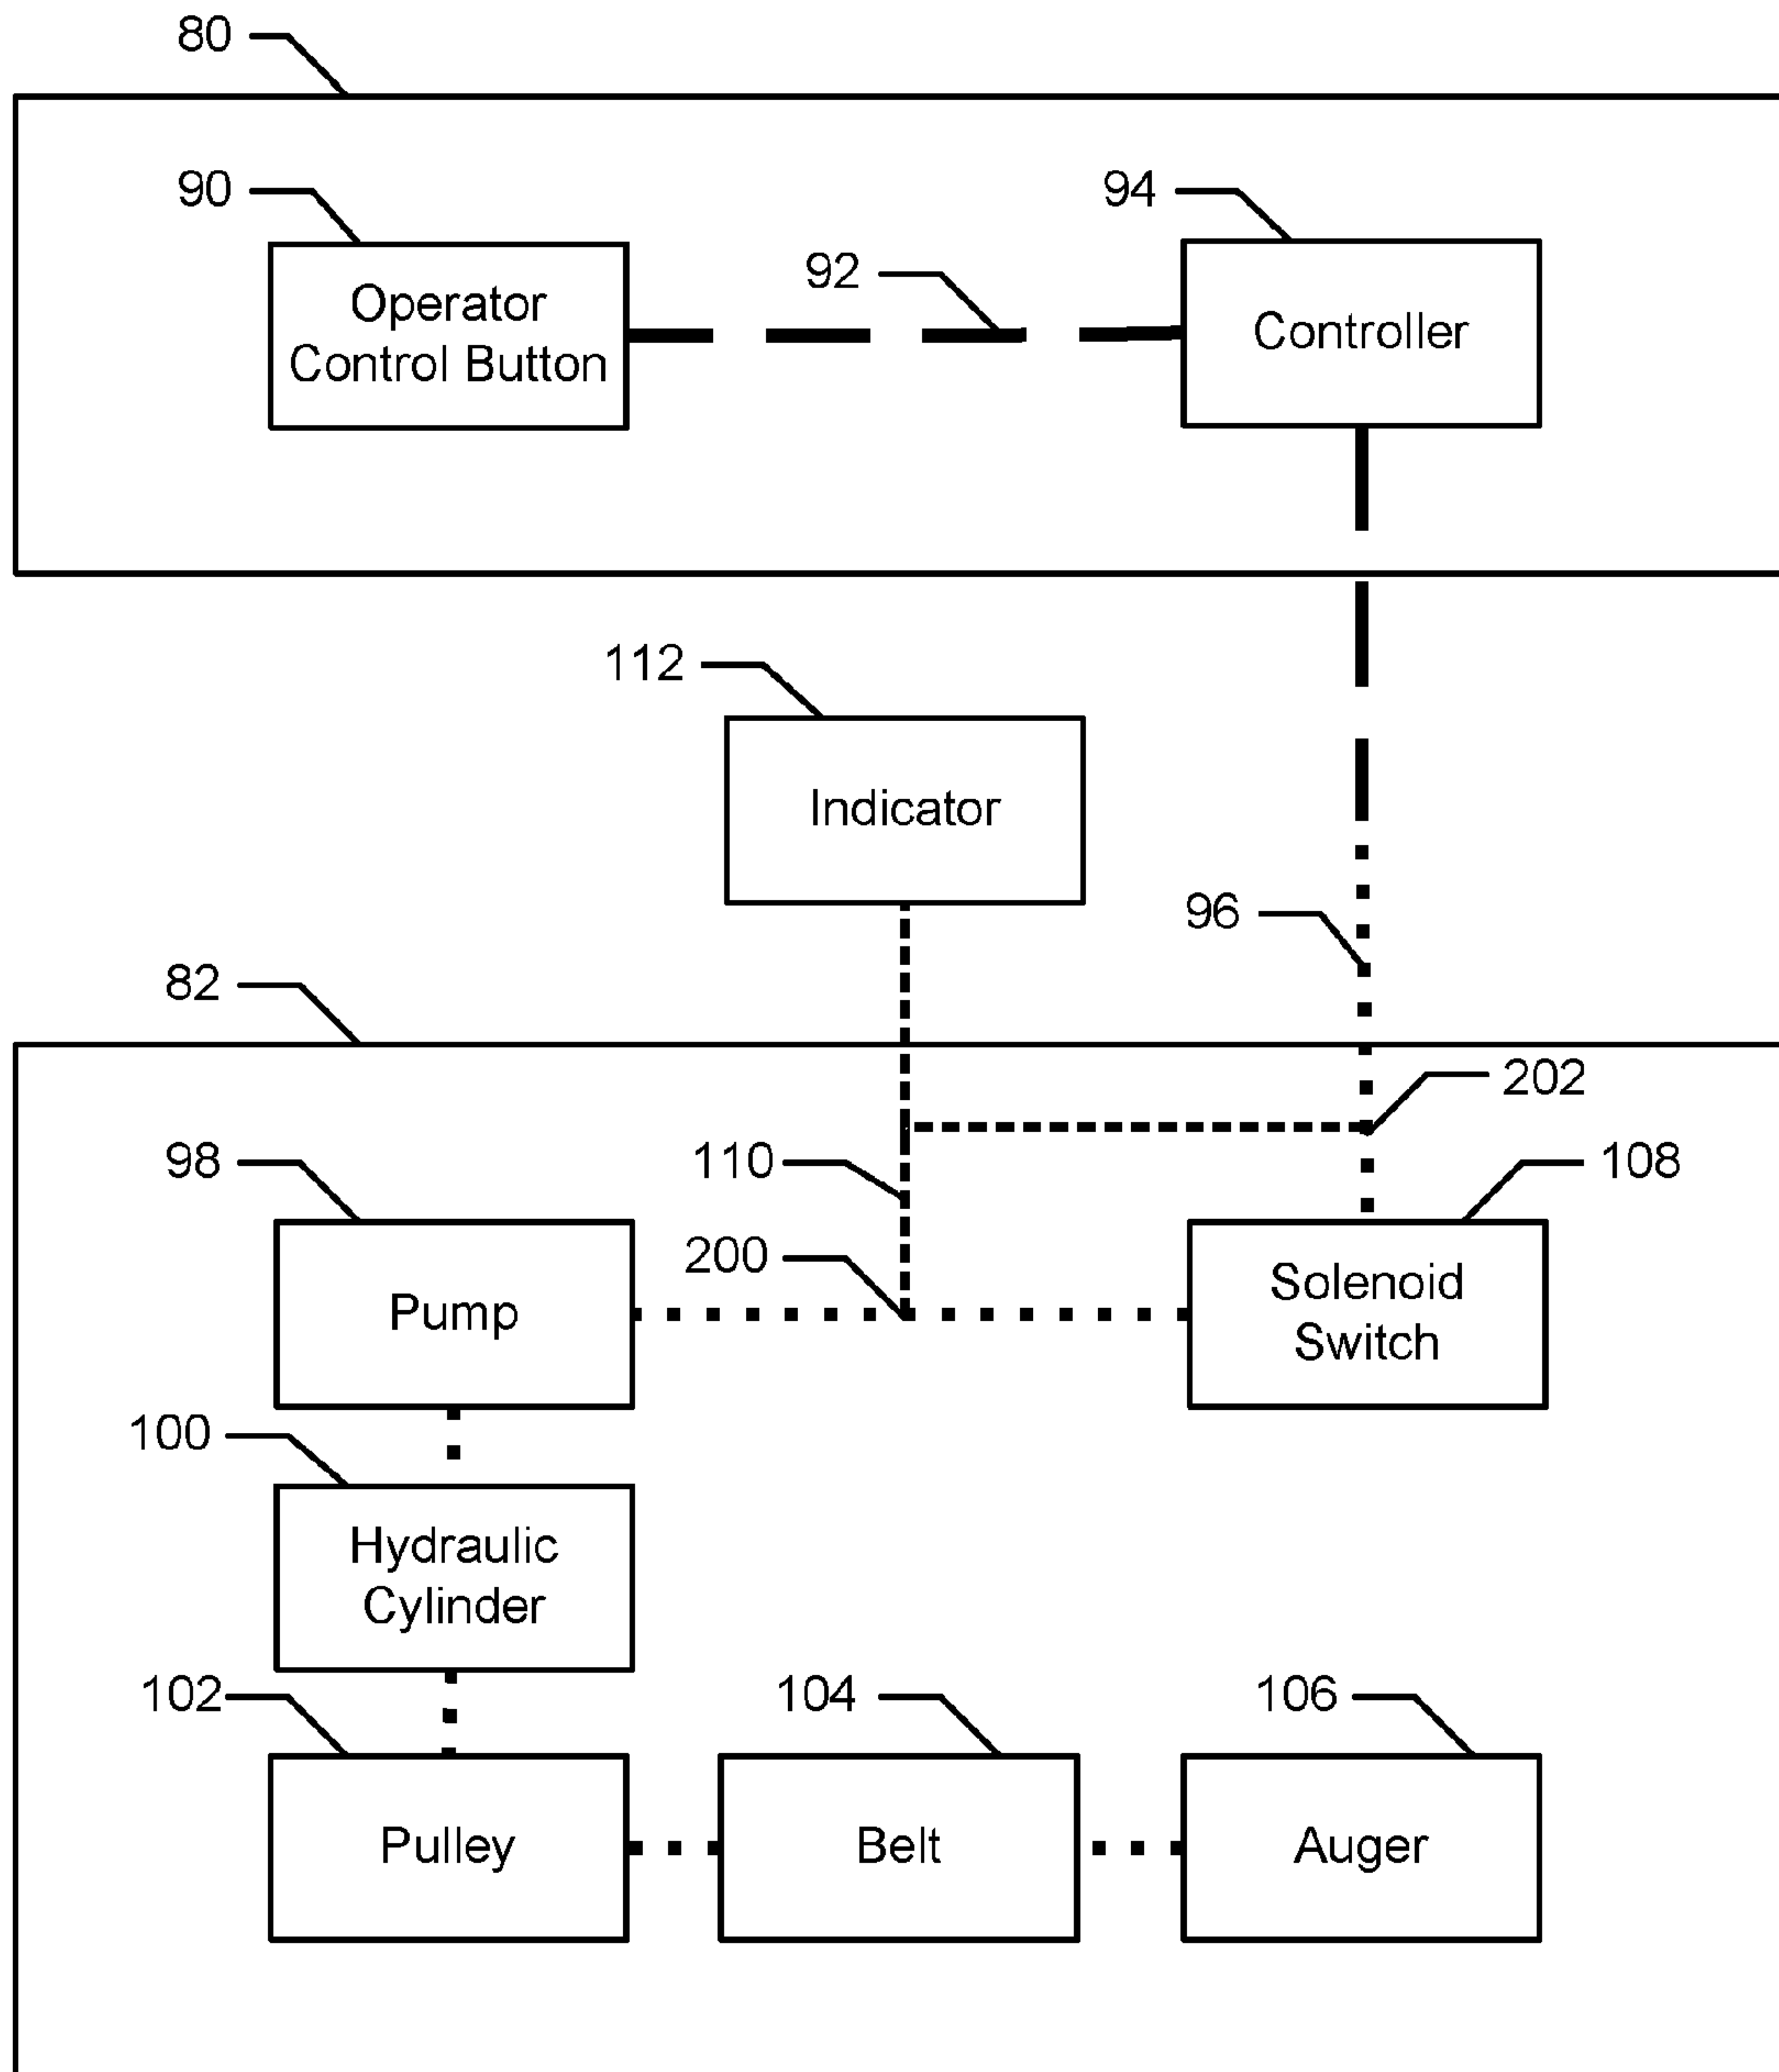 80
90
94
92
Operator
Control Button
Controller
112
Indicator
96
82
202
98
110
108
200
Pump
Solenoid
Switch
100
Hydraulic
Cylinder
102
104
106
Pulley
Belt
Auger